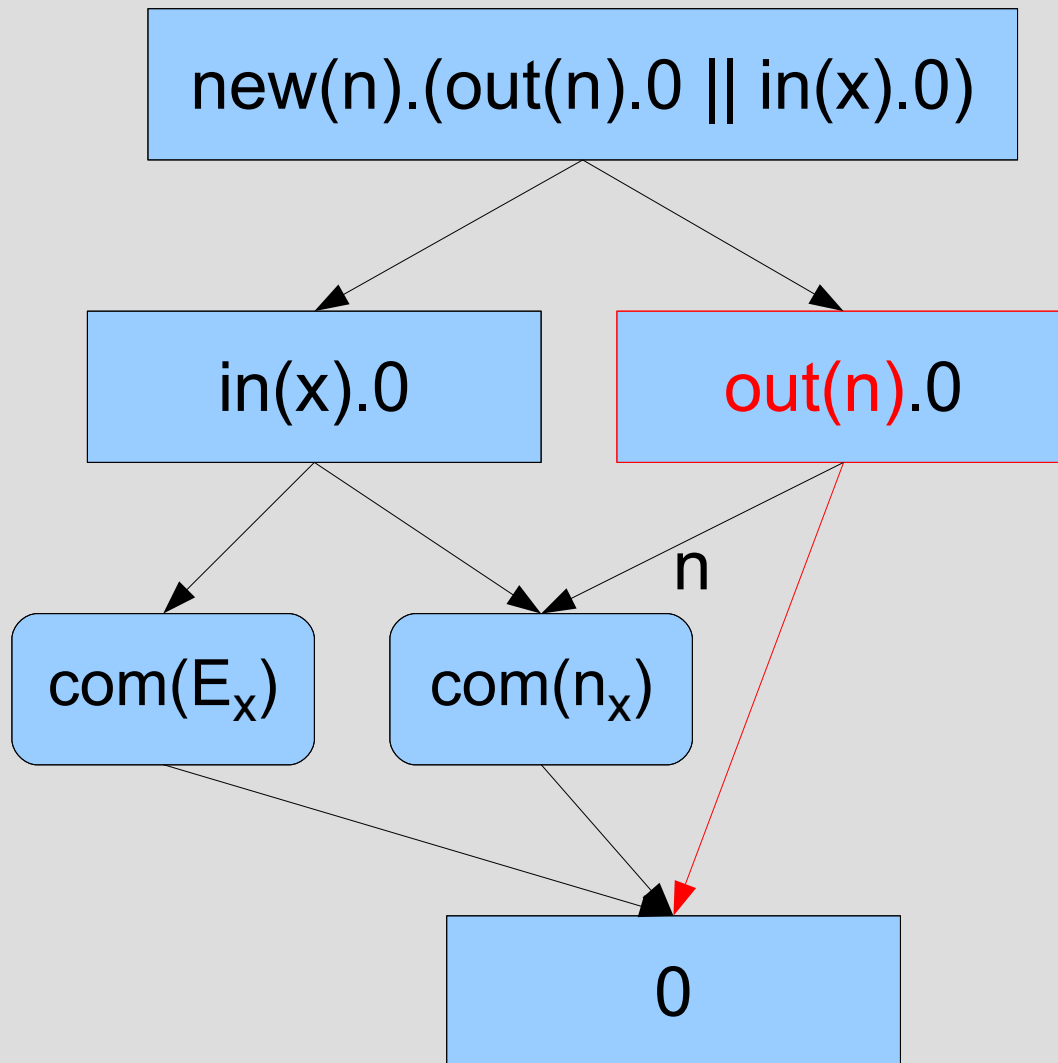 new(n).(out(n).0 || in(x).0)
in(x).0
out(n).0
n
com(Eₓ)
com(nₓ)
0